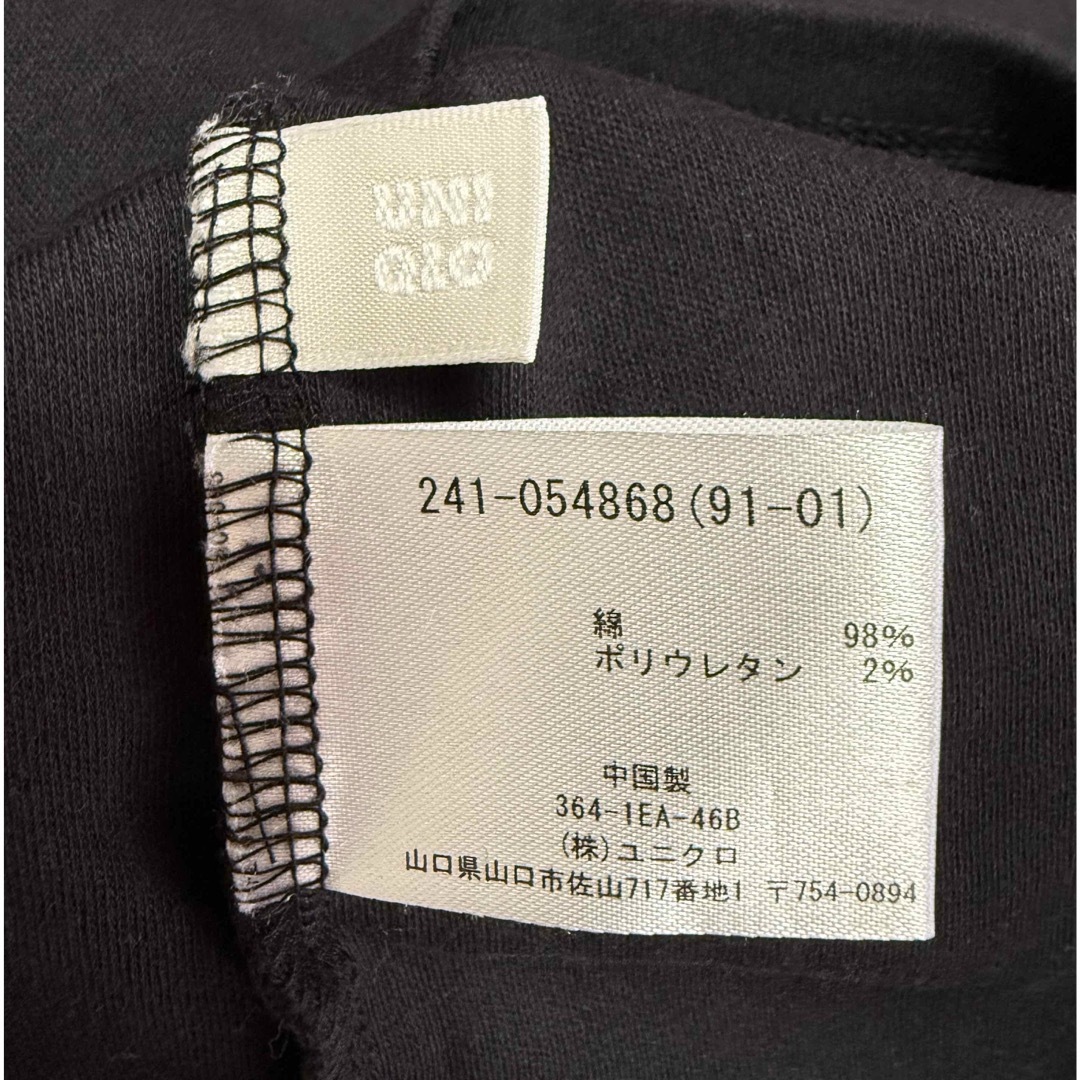 UNI
QLO
241-054868(91-01)
綿 98%
ポリウレタン 2%
中国製
364-1EA-46B
(株)ユニクロ
山口県山口市佐山717番地1 〒754-0894